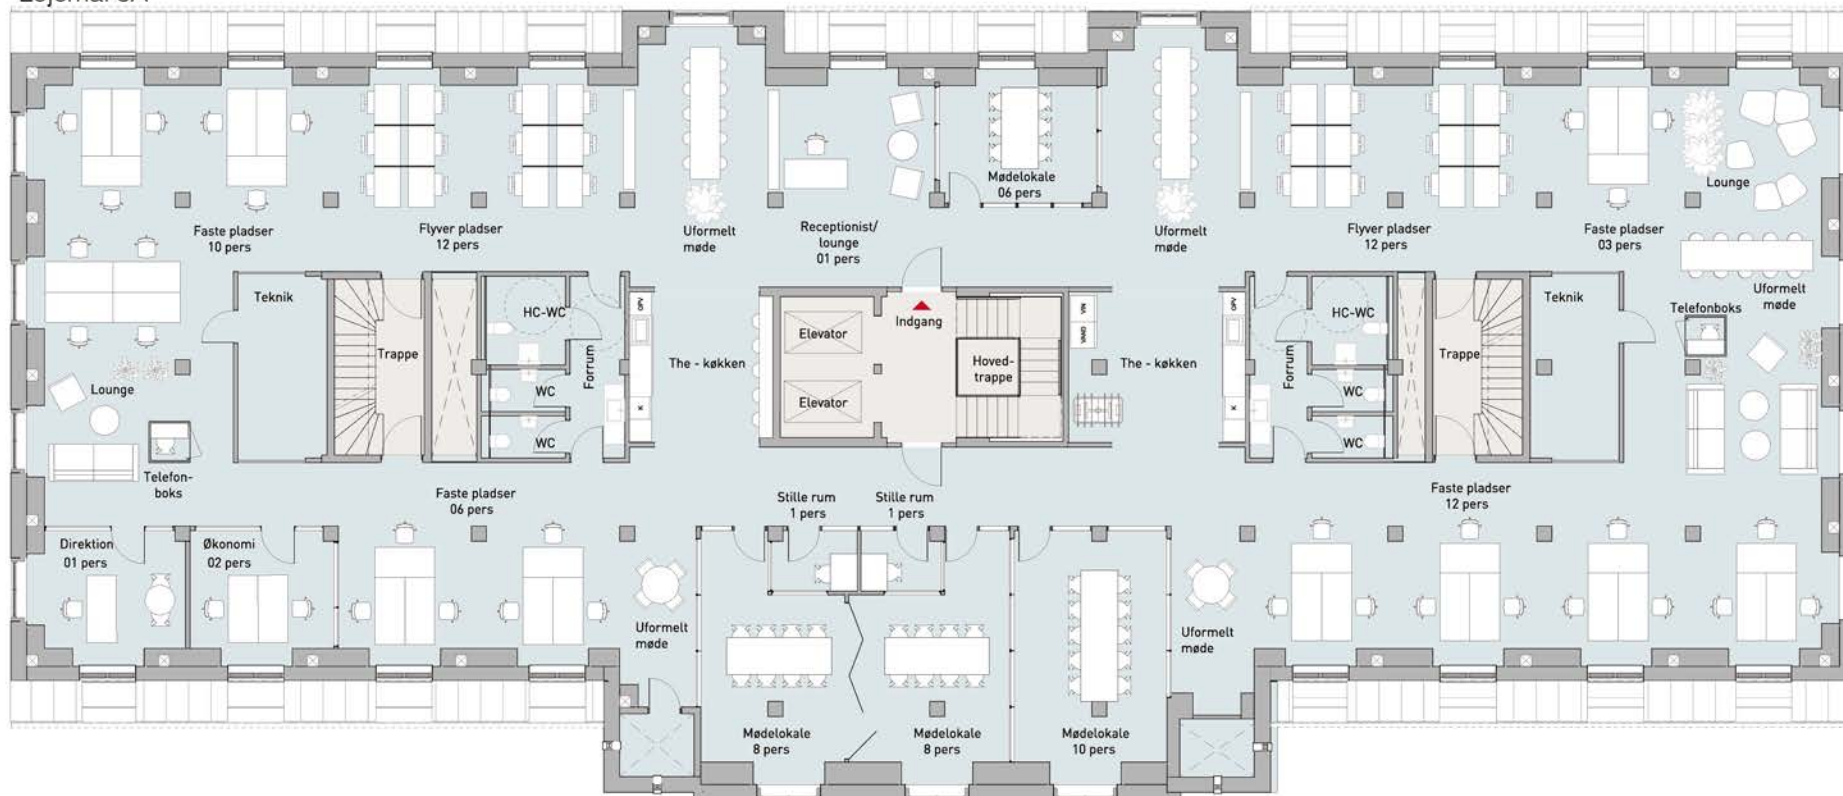 Mødelokale
06 pers
Lounge
Faste pladser
10 pers
Flyver pladser
12 pers
Uformelt
møde
Receptionist/
lounge
01 pers
Uformelt
møde
Flyver pladser
12 pers
Faste pladser
03 pers
Uformelt
møde
Teknik
HC-WC
OPV
Elevator
Indgang
VIN
VAND
OPV
HC-WC
Teknik
Telefonboks
Trappe
Forrum
The - køkken
Hoved-
trappe
The - køkken
Forrum
Trappe
Lounge
WC
K
Elevator
K
WC
WC
WC
Telefon-
boks
Faste pladser
06 pers
Stille rum
1 pers
Stille rum
1 pers
Faste pladser
12 pers
Direktion
01 pers
Økonomi
02 pers
Uformelt
møde
Uformelt
møde
Mødelokale
8 pers
Mødelokale
8 pers
Mødelokale
10 pers